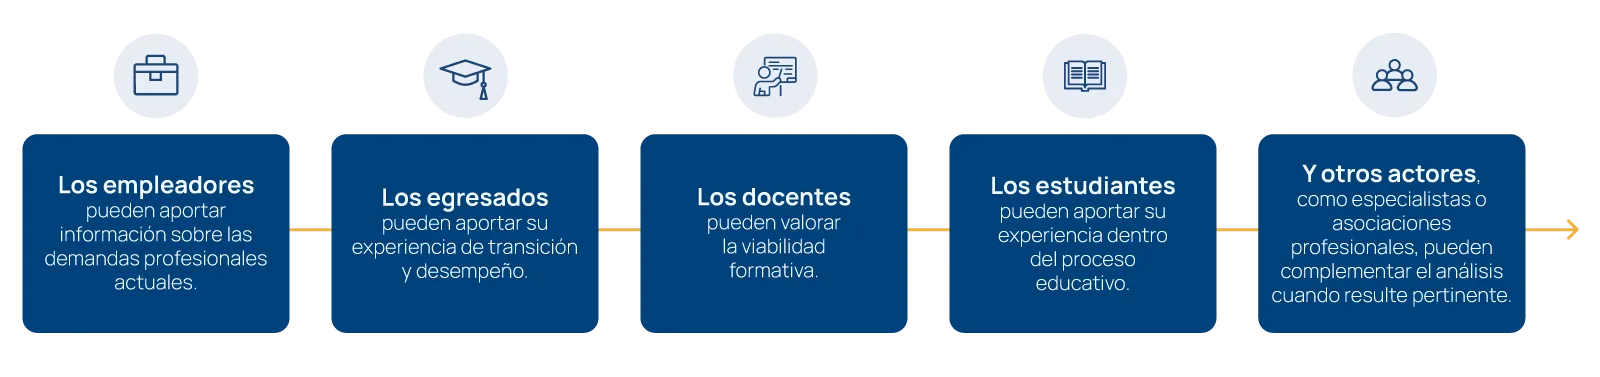 Los empleadores
pueden aportar
información sobre las
demandas profesionales
actuales.
Los egresados
pueden aportar su
experiencia de transición
y desempeño.
Los docentes
pueden valorar
la viabilidad
formativa.
Los estudiantes
pueden aportar su
experiencia dentro
del proceso
educativo.
Y otros actores,
como especialistas o
asociaciones
profesionales, pueden
complementar el análisis
cuando resulte pertinente.